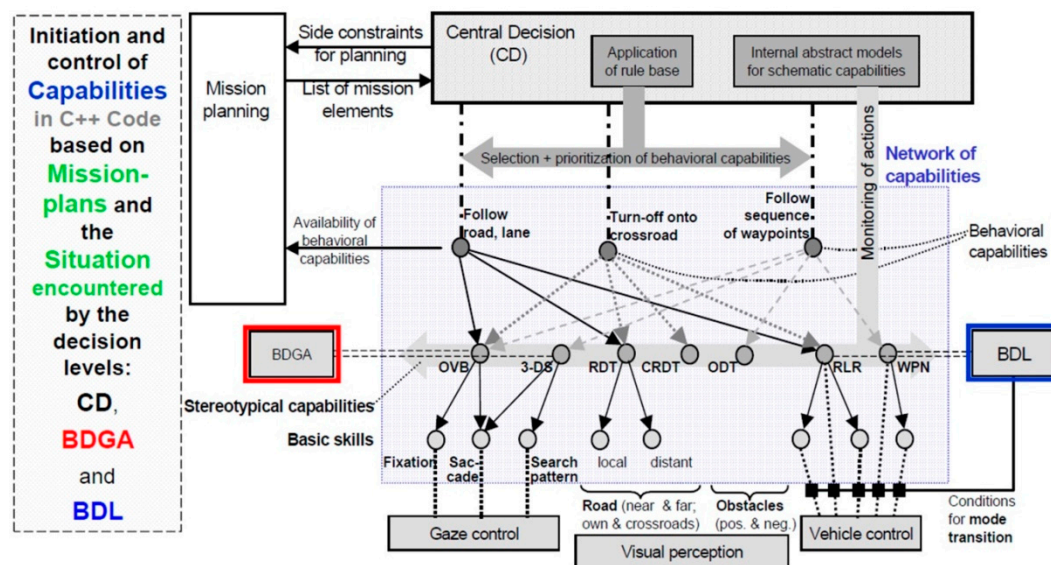 Initiation and
control of
Capabilities
in C++ Code
based on
Mission-
plans and
the
Situation
encountered
by the
decision
levels:
CD,
BDGA
and
BDL
Mission
planning
Side constraints
for planning
List of mission
elements
Central Decision
(CD)
Application
of rule base
Internal abstract models
for schematic capabilities
Selection + prioritization of behavioral capabilities
Monitoring of actions
Network of
capabilities
Availability of
behavioral
capabilities
Follow
road, lane
Turn-off onto
crossroad
Follow
sequence
of waypoints
Behavioral
capabilities
BDGA
OVB
3-DS
RDT
CRDT
ODT
RLR
WPN
BDL
Stereotypical capabilities
Basic skills
Fixation
Sac-
cade
Search
pattern
local
distant
Road (near & far;
own & crossroads)
Obstacles
(pos. & neg.)
Gaze control
Visual perception
Vehicle control
Conditions
for mode
transition